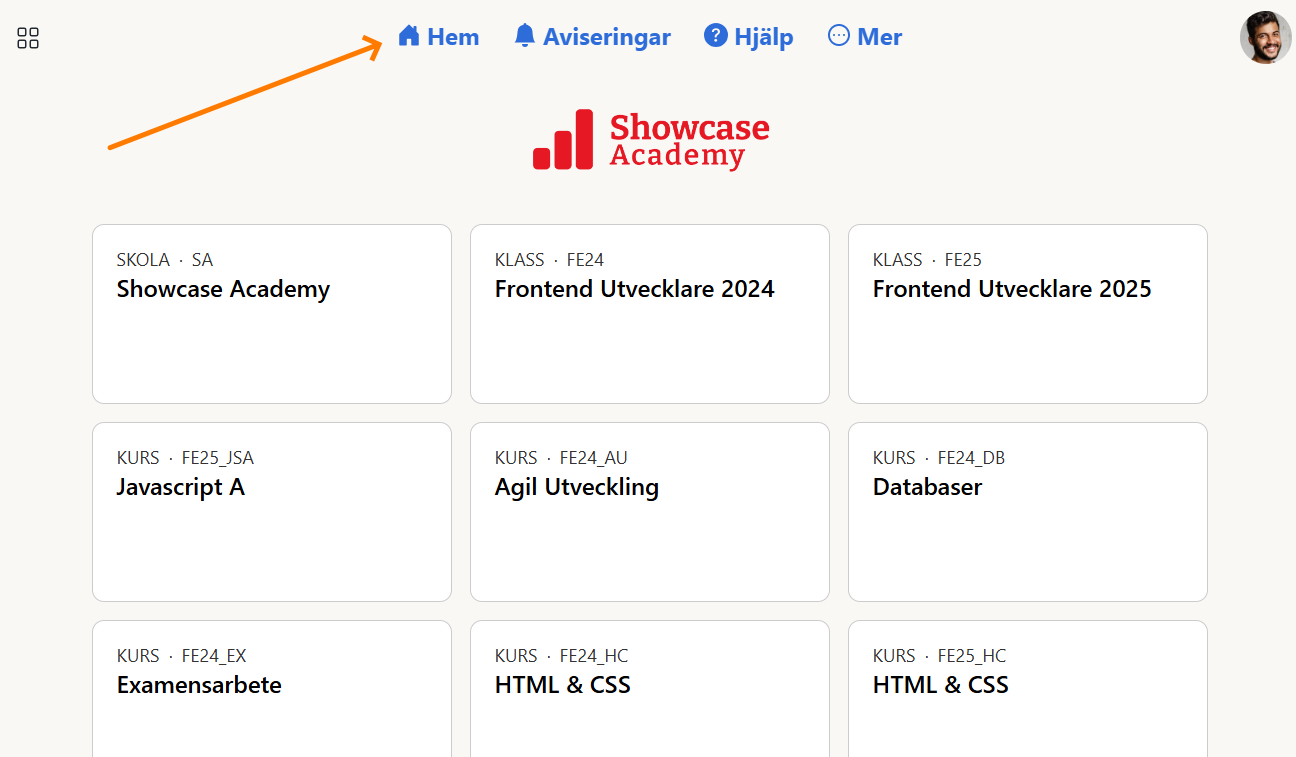 Hem Aviseringar Hjälp Mer
Showcase
Academy
SKOLA · SA
Showcase Academy
KLASS · FE24
Frontend Utvecklare 2024
KLASS · FE25
Frontend Utvecklare 2025
KURS · FE25_JSA
Javascript A
KURS · FE24_AU
Agil Utveckling
KURS · FE24_DB
Databaser
KURS · FE24_EX
Examensarbete
KURS · FE24_HC
HTML & CSS
KURS · FE25_HC
HTML & CSS